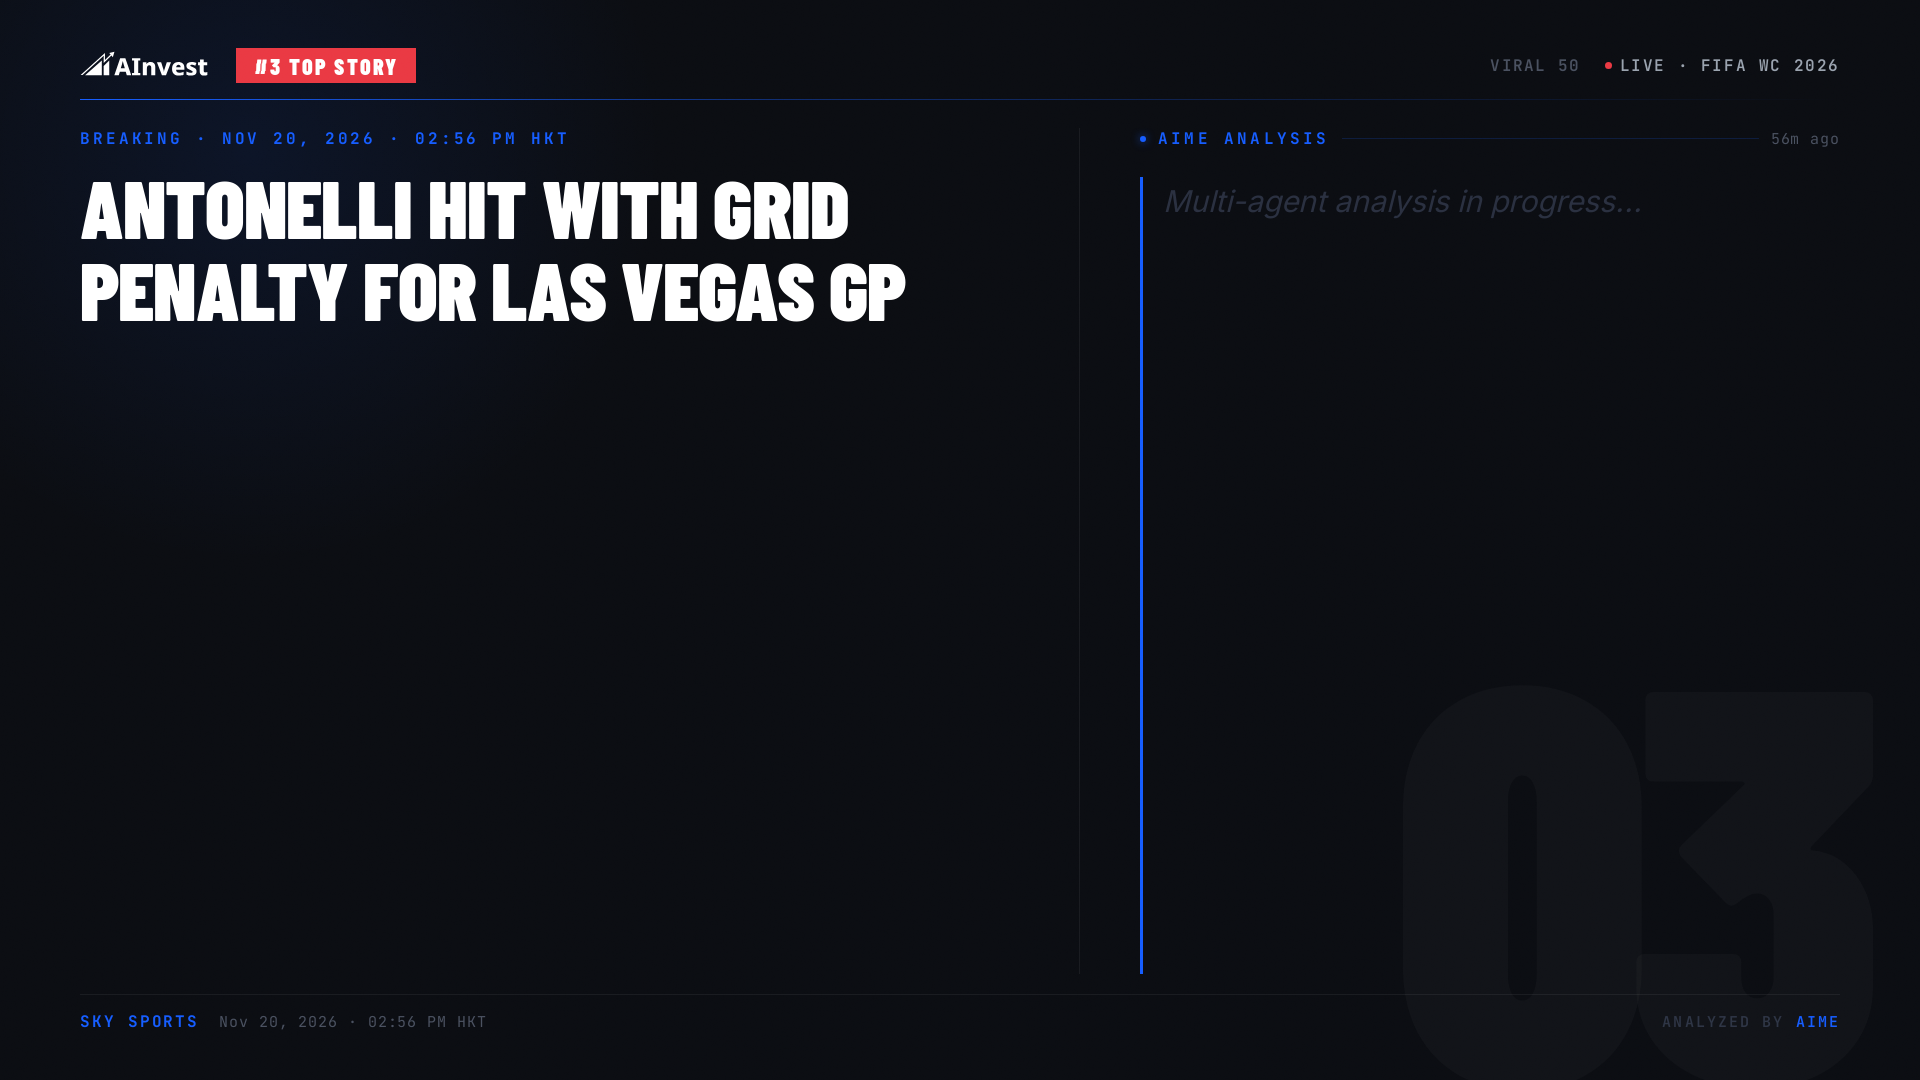 AInvest
#3 TOP STORY
VIRAL 50
LIVE · FIFA WC 2026
BREAKING · NOV 20, 2026 · 02:56 PM HKT
ANTONELLI HIT WITH GRID
PENALTY FOR LAS VEGAS GP
AIME ANALYSIS
56m ago
Multi-agent analysis in progress...
03
SKY SPORTS
Nov 20, 2026 · 02:56 PM HKT
ANALYZED BY AIME